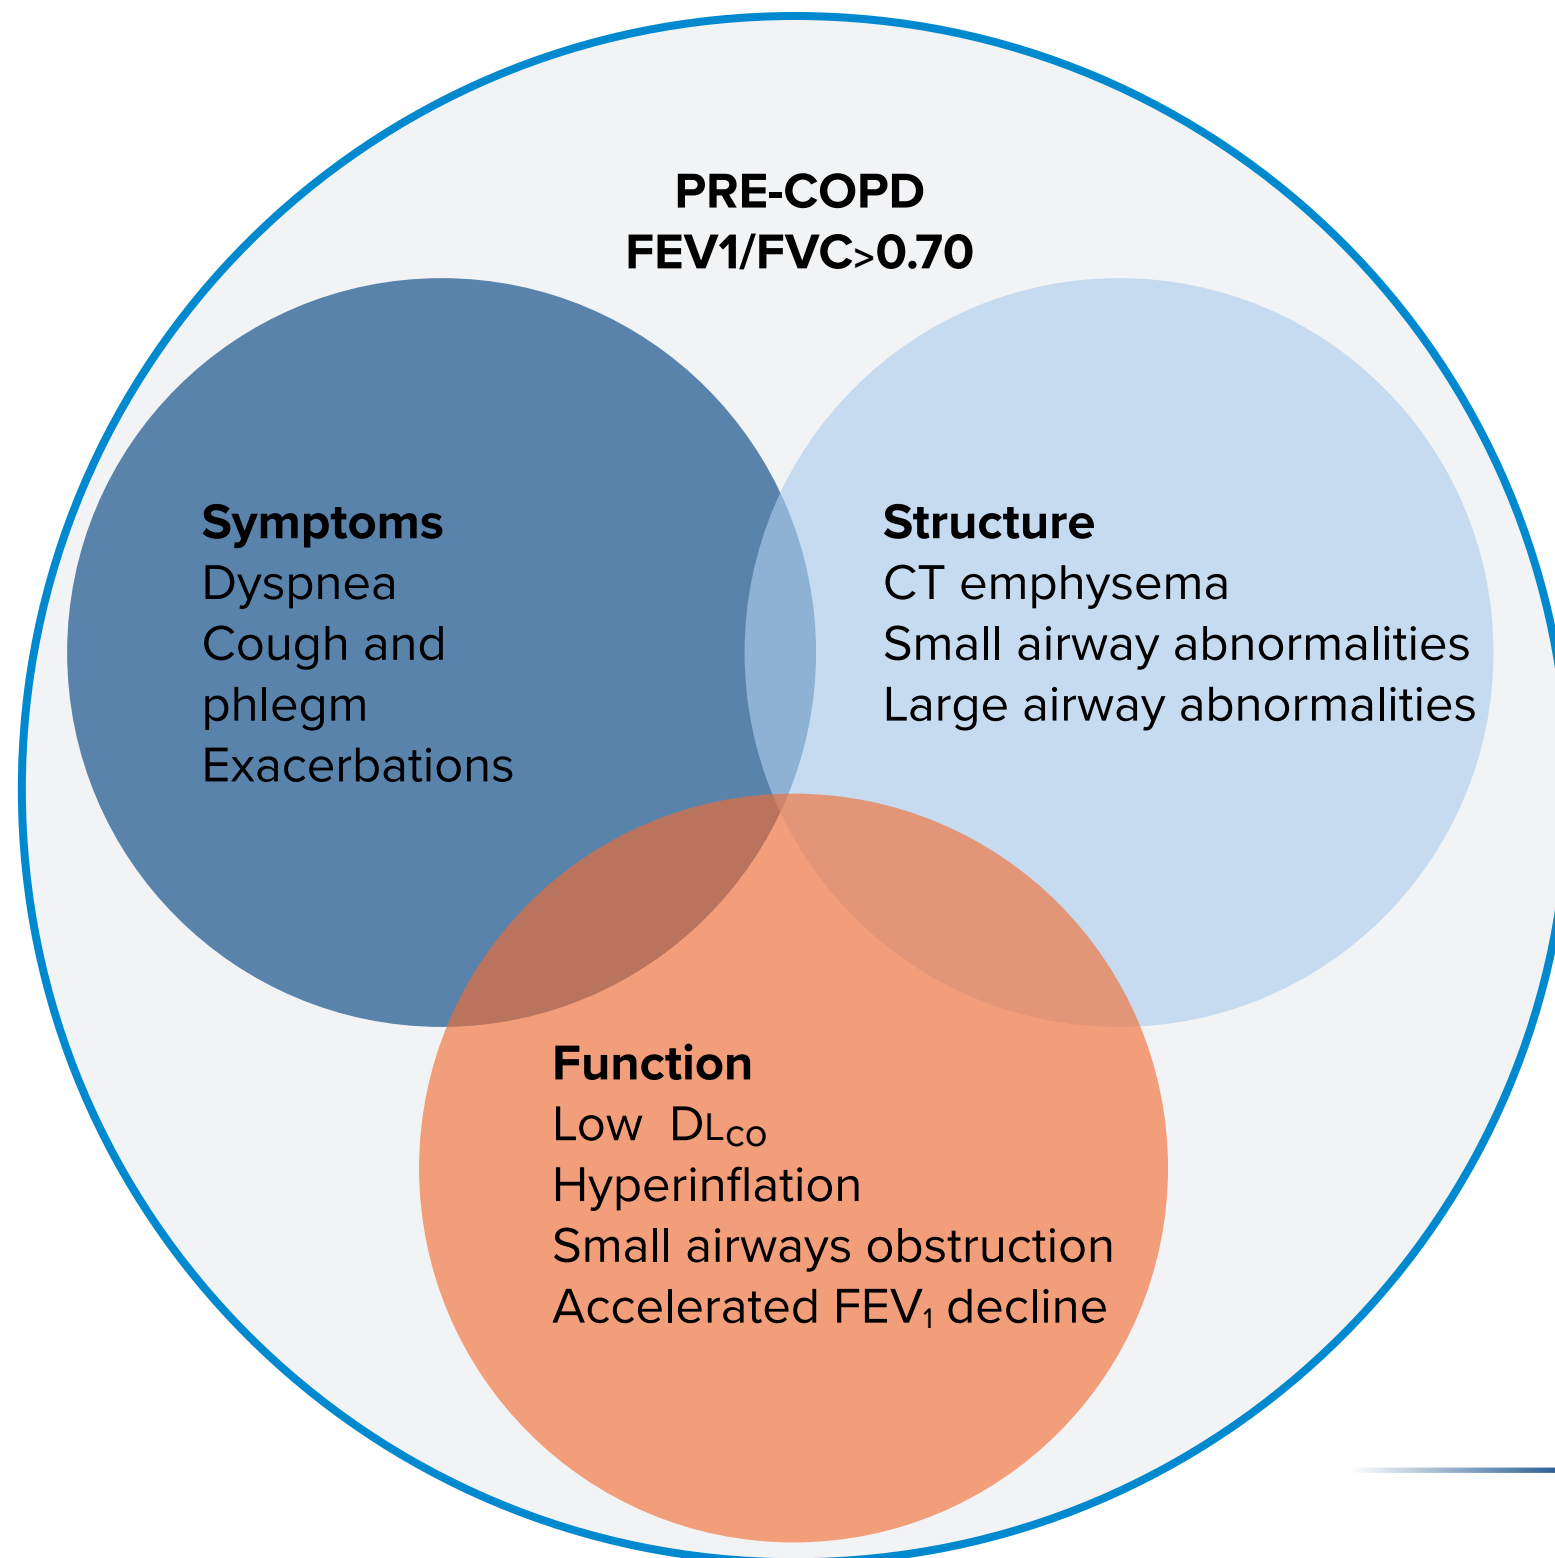 PRE-COPD
FEV1/FVC>0.70
Symptoms
Dyspnea
Cough and
phlegm
Exacerbations
Structure
CT emphysema
Small airway abnormalities
Large airway abnormalities
Function
Low DLco
Hyperinflation
Small airways obstruction
Accelerated FEV₁ decline